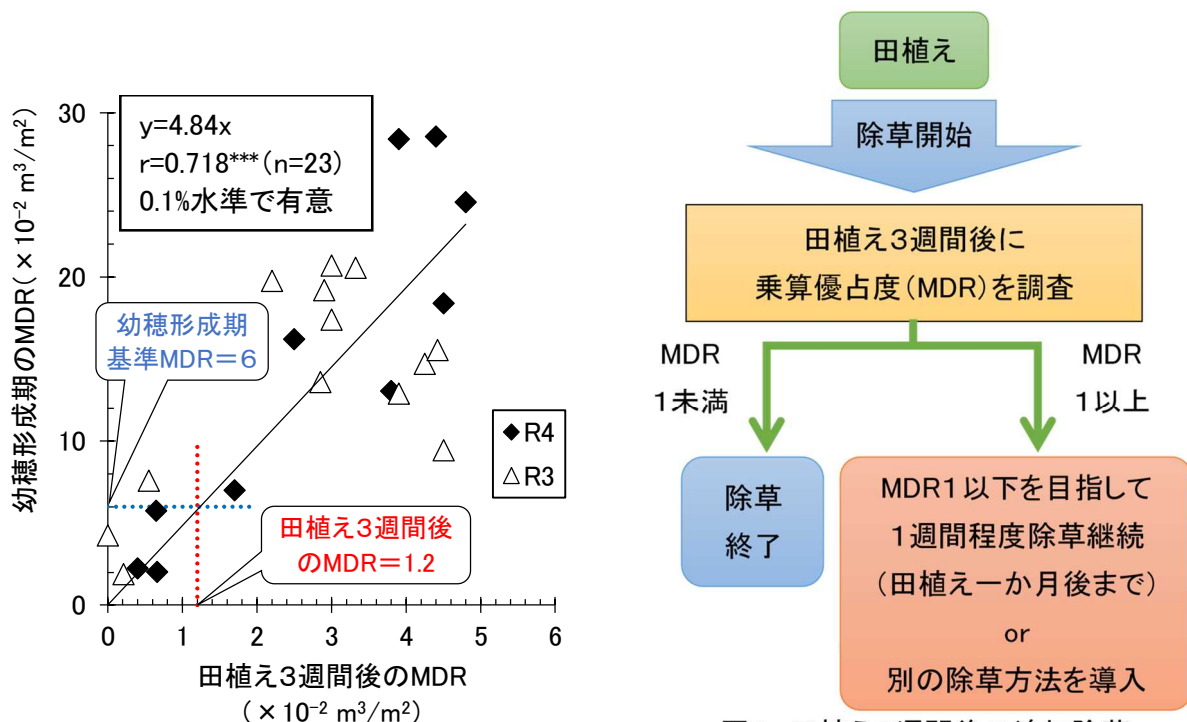 幼穂形成期のMDR(×10⁻² m³/m²)
30
20
10
0
y=4.84x
r=0.718***(n=23)
0.1%水準で有意
幼穂形成期
基準MDR=6
◆R4
△R3
田植え3週間後
のMDR=1.2
0 1 2 3 4 5 6
田植え3週間後のMDR
(×10⁻² m³/m²)
田植え
除草開始
田植え3週間後に
乗算優占度(MDR)を調査
MDR
1未満
MDR
1以上
除草
終了
MDR1以下を目指して
1週間程度除草継続
(田植え一か月後まで)
or
別の除草方法を導入